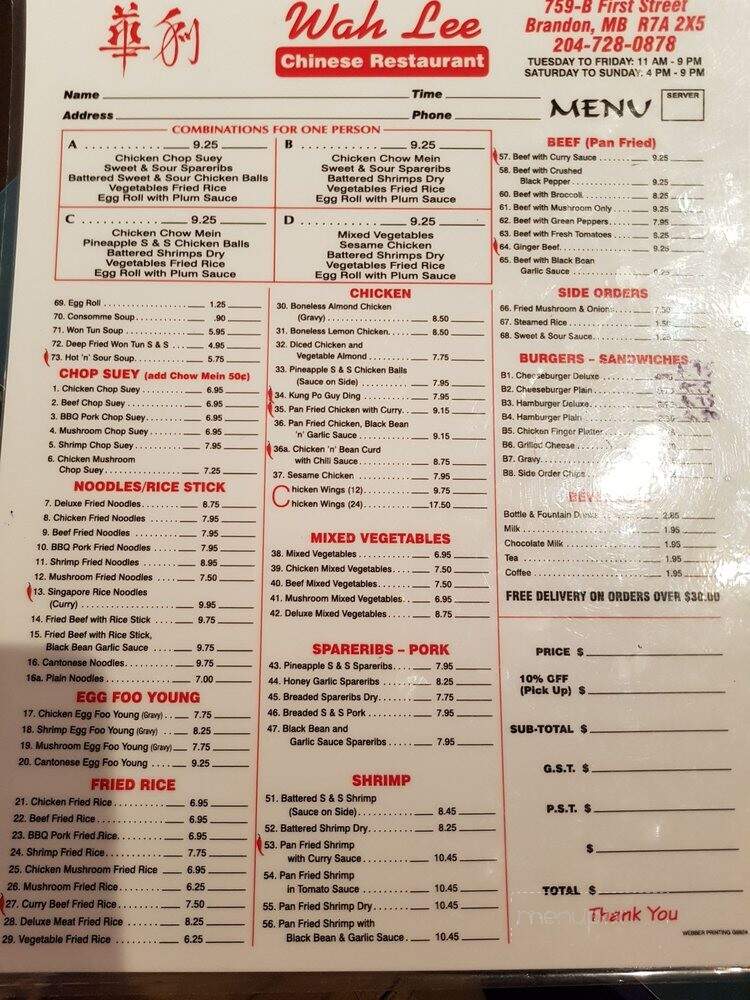 華利
Wah Lee
Chinese Restaurant
759-B First Street
Brandon, MB R7A 2X5
204-728-0878
TUESDAY TO FRIDAY: 11 AM - 9 PM
SATURDAY TO SUNDAY: 4 PM - 9 PM
Name Time
Address Phone
MENU
SERVER
COMBINATIONS FOR ONE PERSON
A . . . . . . . . . . . . 9.25
Chicken Chop Suey
Sweet & Sour Spareribs
Battered Sweet & Sour Chicken Balls
Vegetables Fried Rice
Egg Roll with Plum Sauce
B . . . . . . . . . . . . 9.25
Chicken Chow Mein
Sweet & Sour Spareribs
Battered Shrimps Dry
Vegetables Fried Rice
Egg Roll with Plum Sauce
C . . . . . . . . . . . . 9.25
Chicken Chow Mein
Pineapple S & S Chicken Balls
Battered Shrimps Dry
Vegetables Fried Rice
Egg Roll with Plum Sauce
D . . . . . . . . . . . . 9.25
Mixed Vegetables
Sesame Chicken
Battered Shrimps Dry
Vegetables Fried Rice
Egg Roll with Plum Sauce
69. Egg Roll 1.25
70. Consomme Soup .90
71. Won Tun Soup 5.95
72. Deep Fried Won Tun S & S 4.95
73. Hot 'n' Sour Soup 5.75
CHOP SUEY (add Chow Mein 50¢)
1. Chicken Chop Suey 6.95
2. Beef Chop Suey 6.95
3. BBQ Pork Chop Suey 6.95
4. Mushroom Chop Suey 6.95
5. Shrimp Chop Suey 7.95
6. Chicken Mushroom
Chop Suey 7.25
NOODLES/RICE STICK
7. Deluxe Fried Noodles 8.75
8. Chicken Fried Noodles 7.95
9. Beef Fried Noodles 7.95
10. BBQ Pork Fried Noodles 7.95
11. Shrimp Fried Noodles 8.95
12. Mushroom Fried Noodles 7.50
13. Singapore Rice Noodles
(Curry) 9.95
14. Fried Beef with Rice Stick 9.75
15. Fried Beef with Rice Stick,
Black Bean Garlic Sauce 9.75
16. Cantonese Noodles 9.75
16a. Plain Noodles 7.00
EGG FOO YOUNG
17. Chicken Egg Foo Young (Gravy) 7.75
18. Shrimp Egg Foo Young (Gravy) 8.25
19. Mushroom Egg Foo Young (Gravy) 7.75
20. Cantonese Egg Foo Young 9.25
FRIED RICE
21. Chicken Fried Rice 6.95
22. Beef Fried Rice 6.95
23. BBQ Pork Fried Rice 6.95
24. Shrimp Fried Rice 7.75
25. Chicken Mushroom Fried Rice 6.95
26. Mushroom Fried Rice 6.25
27. Curry Beef Fried Rice 7.50
28. Deluxe Meat Fried Rice 8.25
29. Vegetable Fried Rice 6.25
CHICKEN
30. Boneless Almond Chicken
(Gravy) 8.50
31. Boneless Lemon Chicken 8.50
32. Diced Chicken and
Vegetable Almond 7.75
33. Pineapple S & S Chicken Balls
(Sauce on Side) 7.95
34. Kung Po Guy Ding 7.95
35. Pan Fried Chicken with Curry 9.15
36. Pan Fried Chicken, Black Bean
'n' Garlic Sauce 9.15
36a. Chicken 'n' Bean Curd
with Chili Sauce 8.75
37. Sesame Chicken 7.95
Chicken Wings (12) 9.75
Chicken Wings (24) 17.50
MIXED VEGETABLES
38. Mixed Vegetables 6.95
39. Chicken Mixed Vegetables 7.50
40. Beef Mixed Vegetables 7.50
41. Mushroom Mixed Vegetables 6.95
42. Deluxe Mixed Vegetables 8.75
SPARERIBS – PORK
43. Pineapple S & S Spareribs 7.95
44. Honey Garlic Spareribs 8.25
45. Breaded Spareribs Dry 7.75
46. Breaded S & S Pork 7.95
47. Black Bean and
Garlic Sauce Spareribs 7.95
SHRIMP
51. Battered S & S Shrimp
(Sauce on Side) 8.45
52. Battered Shrimp Dry 8.25
53. Pan Fried Shrimp
with Curry Sauce 10.45
54. Pan Fried Shrimp
in Tomato Sauce 10.45
55. Pan Fried Shrimp Dry 10.45
56. Pan Fried Shrimp with
Black Bean & Garlic Sauce 10.45
BEEF (Pan Fried)
57. Beef with Curry Sauce 9.25
58. Beef with Crushed
Black Pepper 9.25
60. Beef with Broccoli 8.25
61. Beef with Mushroom Only 9.25
62. Beef with Green Peppers 7.95
63. Beef with Fresh Tomatoes 8.25
64. Ginger Beef 9.25
65. Beef with Black Bean
Garlic Sauce 9.25
SIDE ORDERS
66. Fried Mushroom & Onions 7.50
67. Steamed Rice 1.50
68. Sweet & Sour Sauce
BURGERS – SANDWICHES
B1. Cheeseburger Deluxe
B2. Cheeseburger Plain
B3. Hamburger Deluxe
B4. Hamburger Plain
B5. Chicken Finger Platter
B6. Grilled Cheese
B7. Gravy
B8. Side Order Chips
Bottle & Fountain Drinks 2.85
Milk 1.95
Chocolate Milk 1.95
Tea 1.95
Coffee 1.95
FREE DELIVERY ON ORDERS OVER $30.00
PRICE $
10% OFF
(Pick Up) $
SUB-TOTAL $
G.S.T. $
P.S.T. $
$
TOTAL $
Thank You
WEBBER PRINTING